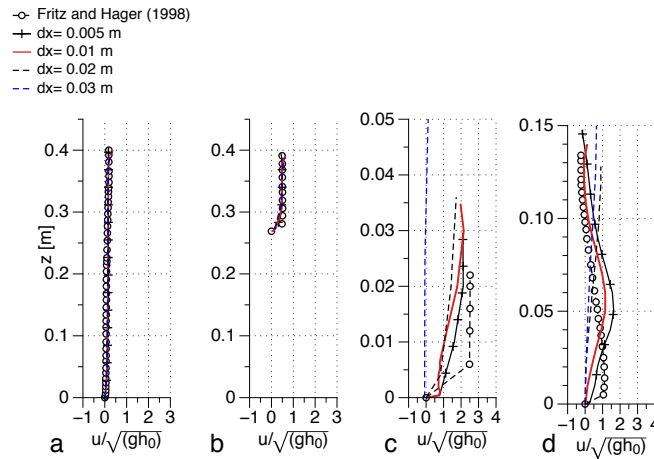 Fritz and Hager (1998)
dx= 0.005 m
dx= 0.01 m
dx= 0.02 m
dx= 0.03 m
z [m]
0.4
0.3
0.2
0.1
0
−1 0 1 2 3
a u/√(gh0)
0.4
0.3
0.2
0.1
0
−1 0 1 2 3
b u/√(gh0)
0.05
0.04
0.03
0.02
0.01
0
−1 0 1 2 3 4
c u/√(gh0)
0.15
0.10
0.05
0
−1 0 1 2 3 4
d u/√(gh0)